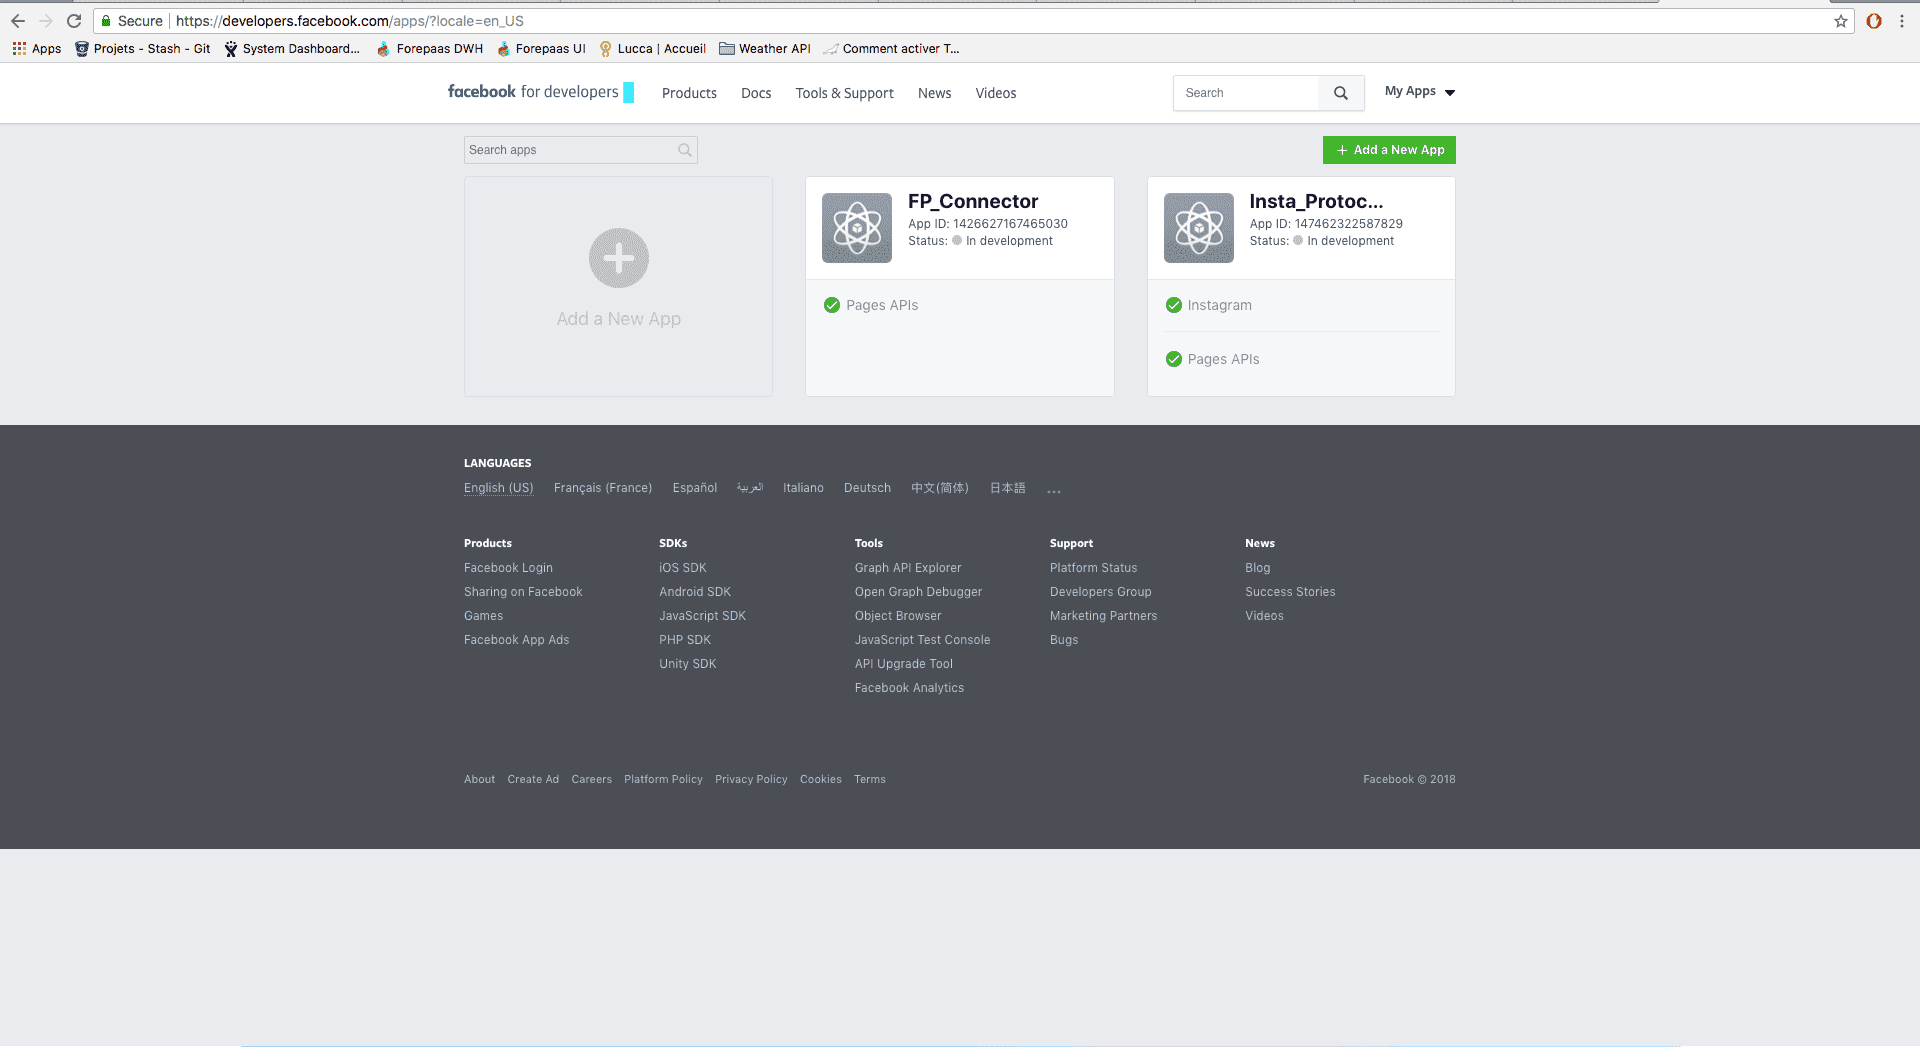 Secure https://developers.facebook.com/apps/?locale=en_US
Apps Projets - Stash - Git System Dashboard... Forepaas DWH Forepaas UI Lucca | Accueil Weather API Comment activer T...
facebook for developers Products Docs Tools & Support News Videos Search My Apps
Search apps + Add a New App
Add a New App
FP_Connector
App ID: 1426627167465030
Status: In development
Pages APIs
Insta_Protoc...
App ID: 147462322587829
Status: In development
Instagram
Pages APIs
LANGUAGES
English (US) Français (France) Español العربية Italiano Deutsch 中文(简体) 日本語 ...
Products
Facebook Login
Sharing on Facebook
Games
Facebook App Ads
SDKs
iOS SDK
Android SDK
JavaScript SDK
PHP SDK
Unity SDK
Tools
Graph API Explorer
Open Graph Debugger
Object Browser
JavaScript Test Console
API Upgrade Tool
Facebook Analytics
Support
Platform Status
Developers Group
Marketing Partners
Bugs
News
Blog
Success Stories
Videos
About Create Ad Careers Platform Policy Privacy Policy Cookies Terms Facebook © 2018